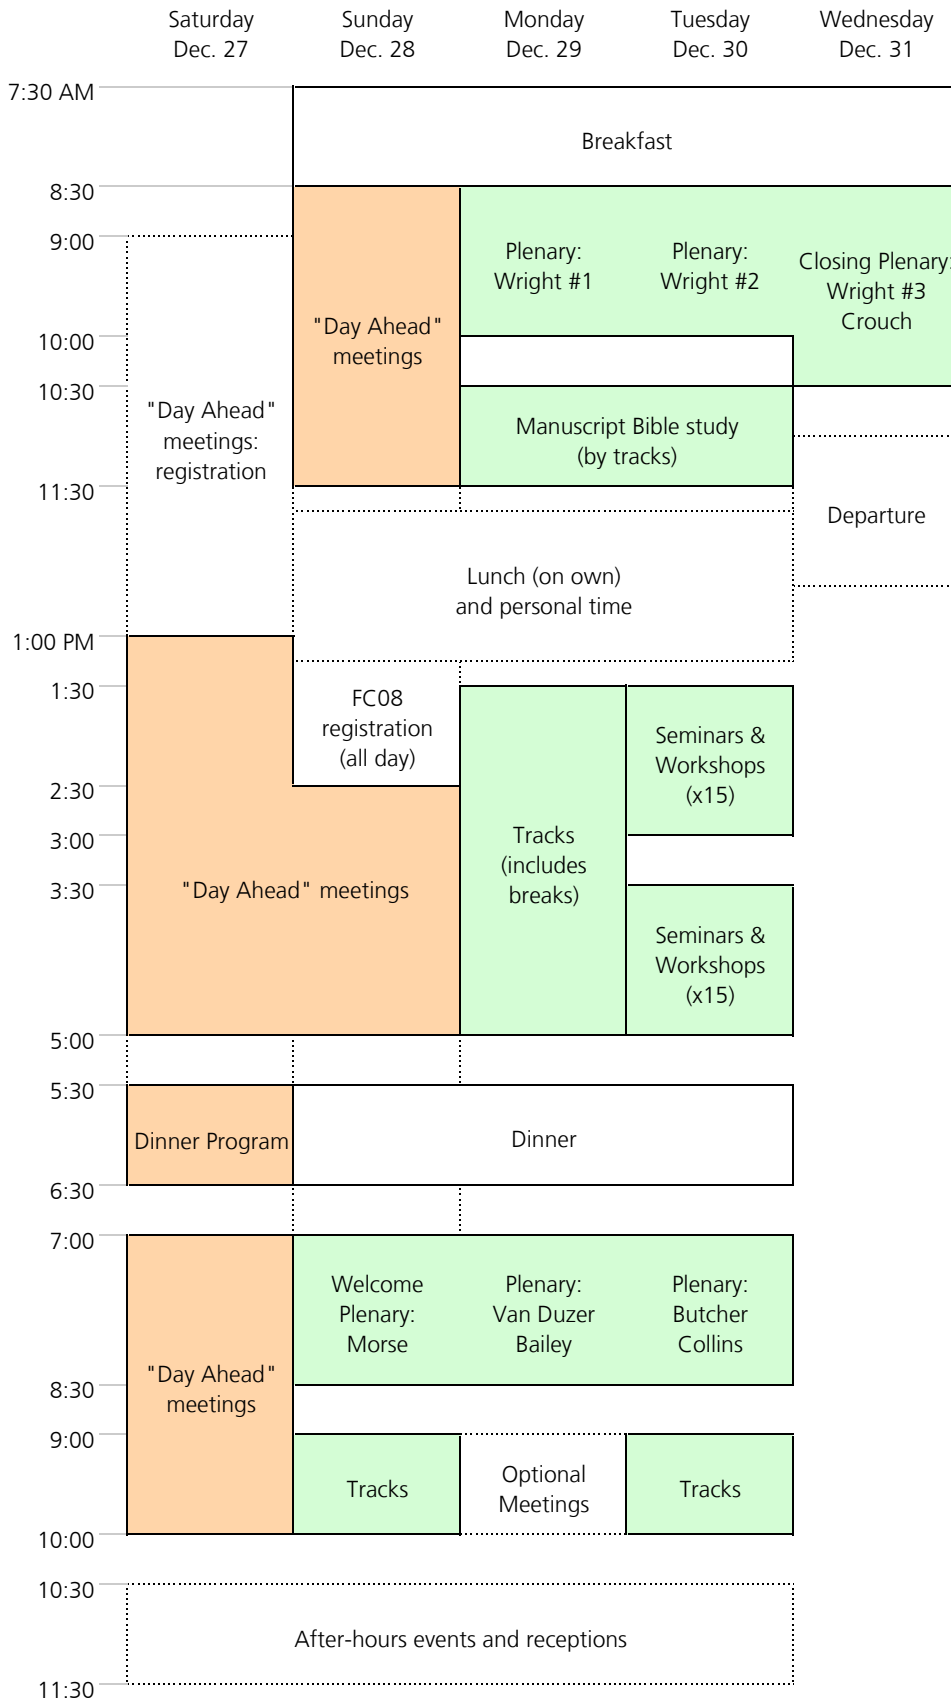 Saturday
Dec. 27
Sunday
Dec. 28
Monday
Dec. 29
Tuesday
Dec. 30
Wednesday
Dec. 31
7:30 AM
Breakfast
8:30
9:00
Plenary:
Wright #1
Plenary:
Wright #2
Closing Plenary:
Wright #3
Crouch
"Day Ahead"
meetings
10:00
10:30
"Day Ahead"
meetings:
registration
Manuscript Bible study
(by tracks)
11:30
Departure
Lunch (on own)
and personal time
1:00 PM
1:30
FC08
registration
(all day)
Seminars &
Workshops
(x15)
2:30
3:00
Tracks
(includes
breaks)
3:30
"Day Ahead" meetings
Seminars &
Workshops
(x15)
5:00
5:30
Dinner Program
Dinner
6:30
7:00
Welcome
Plenary:
Morse
Plenary:
Van Duzer
Bailey
Plenary:
Butcher
Collins
"Day Ahead"
meetings
8:30
9:00
Tracks
Optional
Meetings
Tracks
10:00
10:30
After-hours events and receptions
11:30